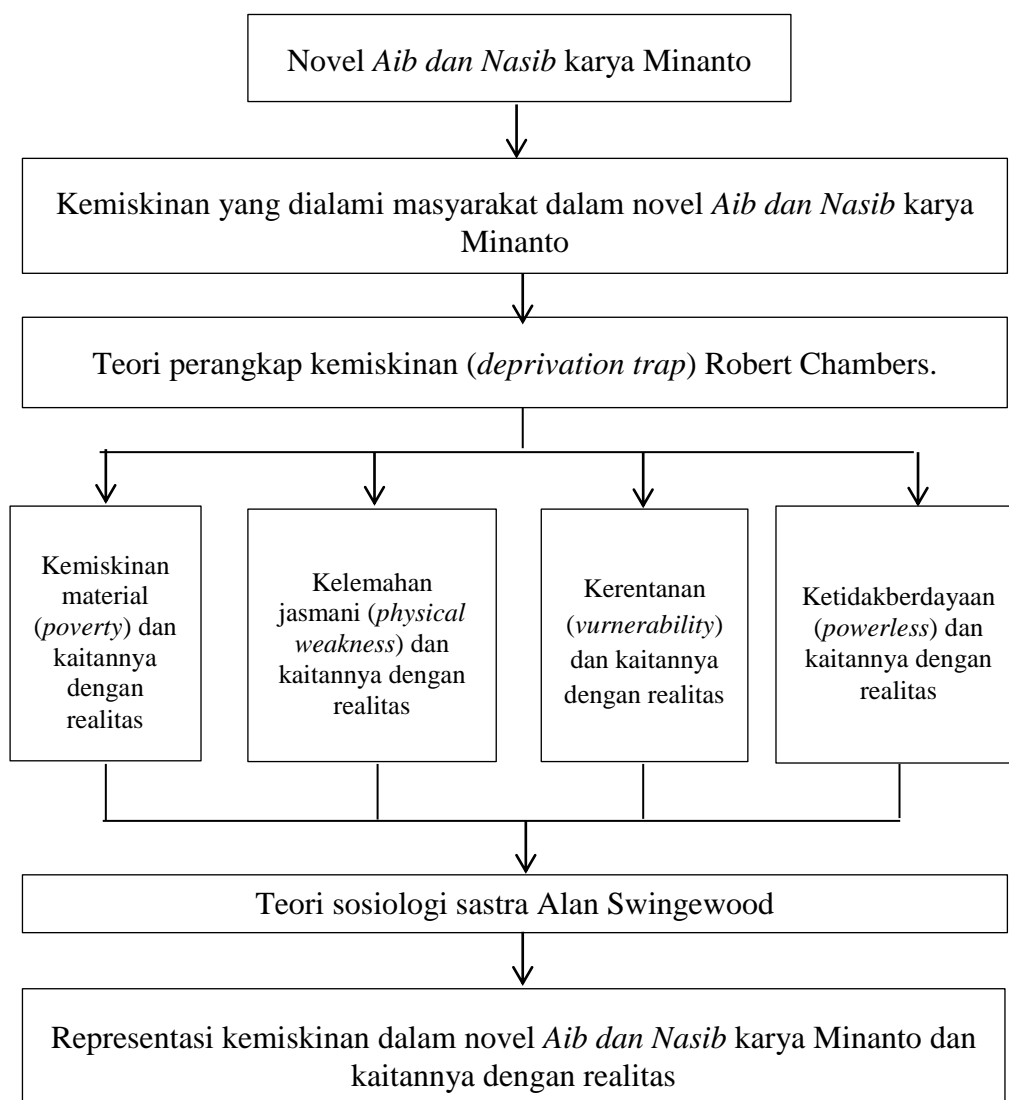 Novel Aib dan Nasib karya Minanto
Kemiskinan yang dialami masyarakat dalam novel Aib dan Nasib karya
Minanto
Teori perangkap kemiskinan (deprivation trap) Robert Chambers.
Kemiskinan
material
(poverty) dan
kaitannya
dengan
realitas
Kelemahan
jasmani (physical
weakness) dan
kaitannya dengan
realitas
Kerentanan
(vurnerability)
dan kaitannya
dengan realitas
Ketidakberdayaan
(powerless) dan
kaitannya dengan
realitas
Teori sosiologi sastra Alan Swingewood
Representasi kemiskinan dalam novel Aib dan Nasib karya Minanto dan
kaitannya dengan realitas